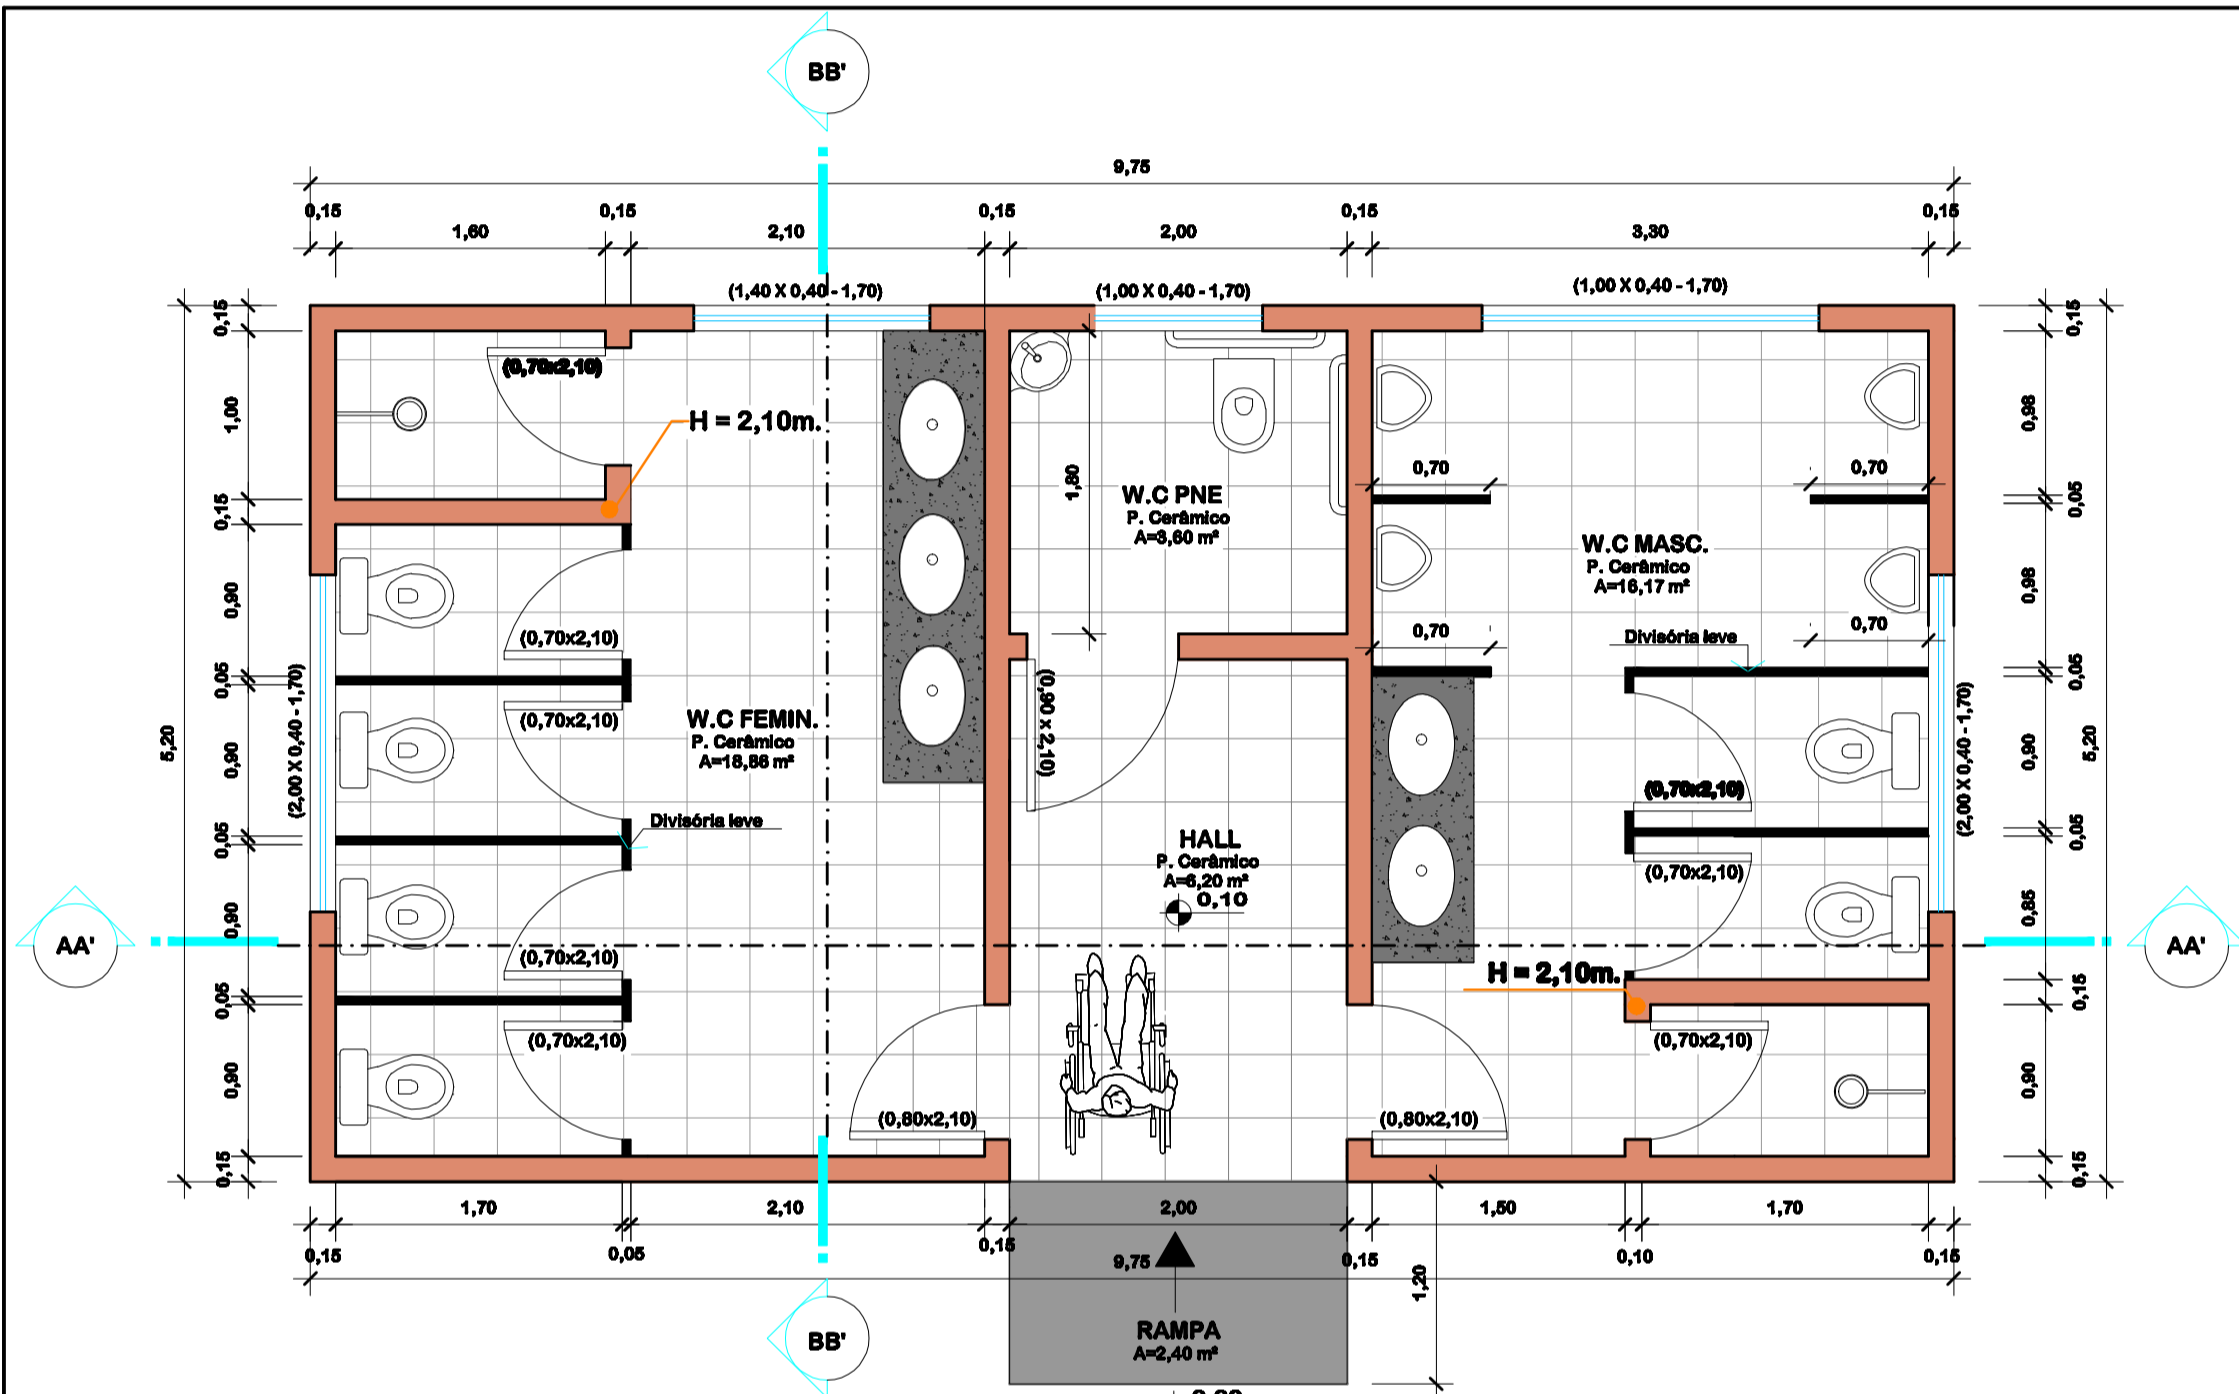 BB'
9,75
0,15
0,15
0,15
0,15
0,15
1,60
2,10
2,00
3,30
(1,40 X 0,40 - 1,70)
(1,00 X 0,40 - 1,70)
(1,00 X 0,40 - 1,70)
0,15
1,00
0,15
0,90
0,05
0,90
0,05
0,90
0,05
0,90
0,15
5,20
(2,00 X 0,40 - 1,70)
(0,70x2,10)
H = 2,10m.
(0,70x2,10)
(0,70x2,10)
W.C FEMIN.
P. Cerâmico
A=18,86 m²
Divisória leve
(0,70x2,10)
(0,70x2,10)
(0,80x2,10)
1,80
W.C PNE
P. Cerâmico
A=3,60 m²
(0,90 x 2,10)
HALL
P. Cerâmico
A=6,20 m²
0,10
0,70
0,70
W.C MASC.
P. Cerâmico
A=16,17 m²
0,70
0,70
Divisória leve
(0,70x2,10)
(0,70x2,10)
H = 2,10m.
(0,70x2,10)
(0,80x2,10)
(2,00 X 0,40 - 1,70)
0,15
0,98
0,05
0,98
0,05
0,90
0,05
0,85
0,15
0,90
0,15
5,20
AA'
AA'
1,70
2,10
2,00
1,50
1,70
0,15
0,05
0,15
0,15
0,10
0,15
9,75
1,20
RAMPA
A=2,40 m²
BB'